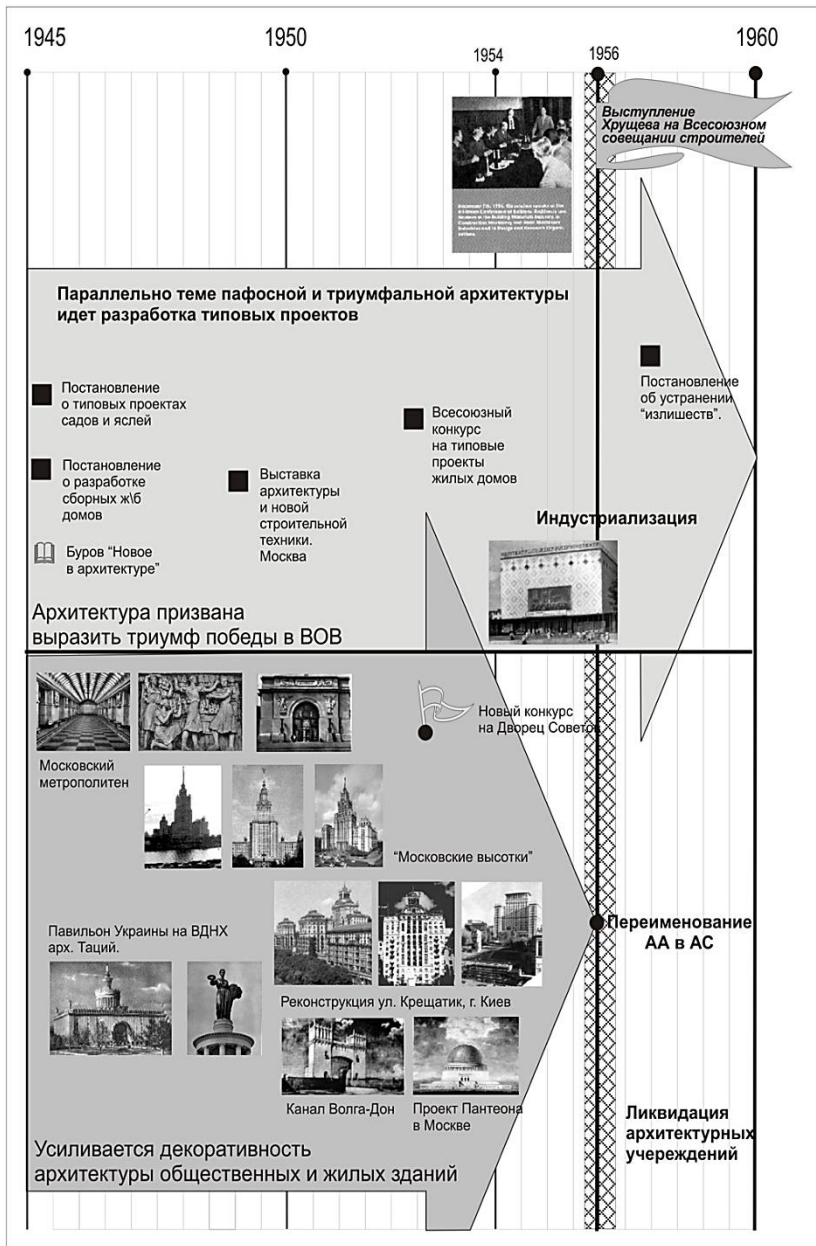 1945
1950
1954
1956
1960
Выступление
Хрущева на Всесоюзном
совещании строителей
Параллельно теме пафосной и триумфальной архитектуры
идет разработка типовых проектов
Постановление
о типовых проектах
садов и яслей
Постановление
о разработке
сборных ж\б
домов
Буров “Новое
в архитектуре”
Выставка
архитектуры
и новой
строительной
техники.
Москва
Всесоюзный
конкурс
на типовые
проекты
жилых домов
Постановление
об устранении
“излишеств”.
Индустриализация
Архитектура призвана
выразить триумф победы в ВОВ
Новый конкурс
на Дворец Советов
Московский
метрополитен
“Московские высотки”
Павильон Украины на ВДНХ
арх. Таций.
Реконструкция ул. Крещатик, г. Киев
Переименование
АА в АС
Канал Волга-Дон
Проект Пантеона
в Москве
Ликвидация
архитектурных
учереждений
Усиливается декоративность
архитектуры общественных и жилых зданий